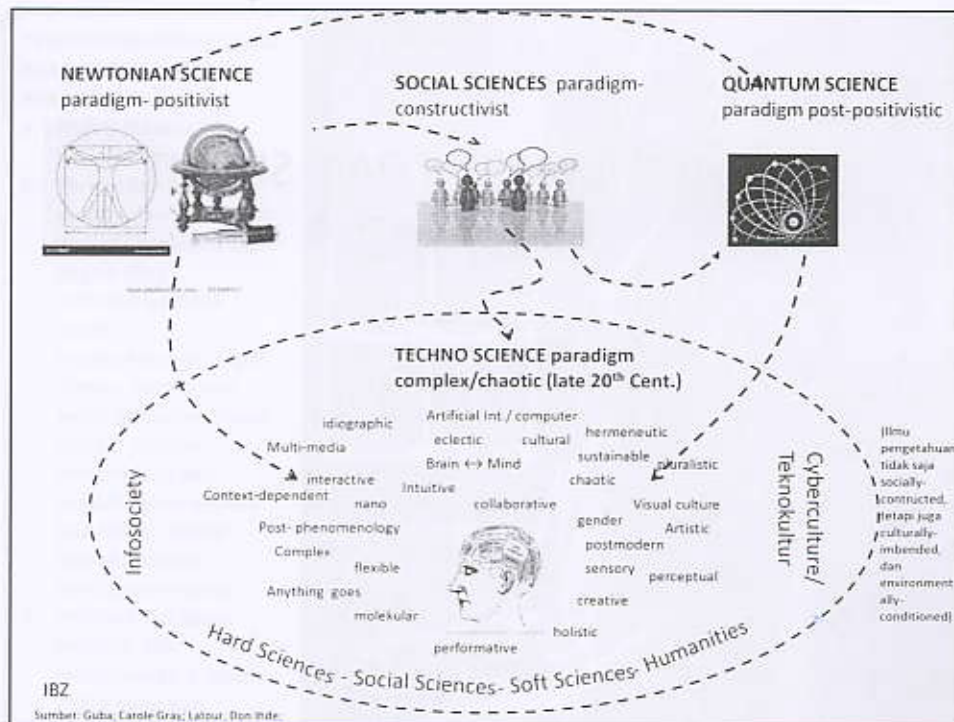 NEWTONIAN SCIENCE
paradigm- positivist
SOCIAL SCIENCES paradigm-
constructivist
QUANTUM SCIENCE
paradigm post-positivistic
TECHNO SCIENCE paradigm
complex/chaotic (late 20th Cent.)
idiographic
Artificial Int./ computer
hermeneutic
Multi-media
eclectic
cultural
sustainable
pluralistic
Brain ↔ Mind
interactive
chaotic
Context-dependent
Intuitive
nano
collaborative
Visual culture
Post- phenomenology
gender
Artistic
Complex
postmodern
flexible
sensory
perceptual
Anything goes
creative
molekular
holistic
performative
Infosociety
Cyberculture/
Teknokultur
Hard Sciences - Social Sciences- Soft Sciences- Humanities
(Ilmu
pengetahuan
tidak saja
socially-
contructed,
tetapi juga
culturally-
imbended,
dan
environment
ally-
conditioned)
IBZ
Sumber: Guba, Carole Gray, Latour, Don Ihde,